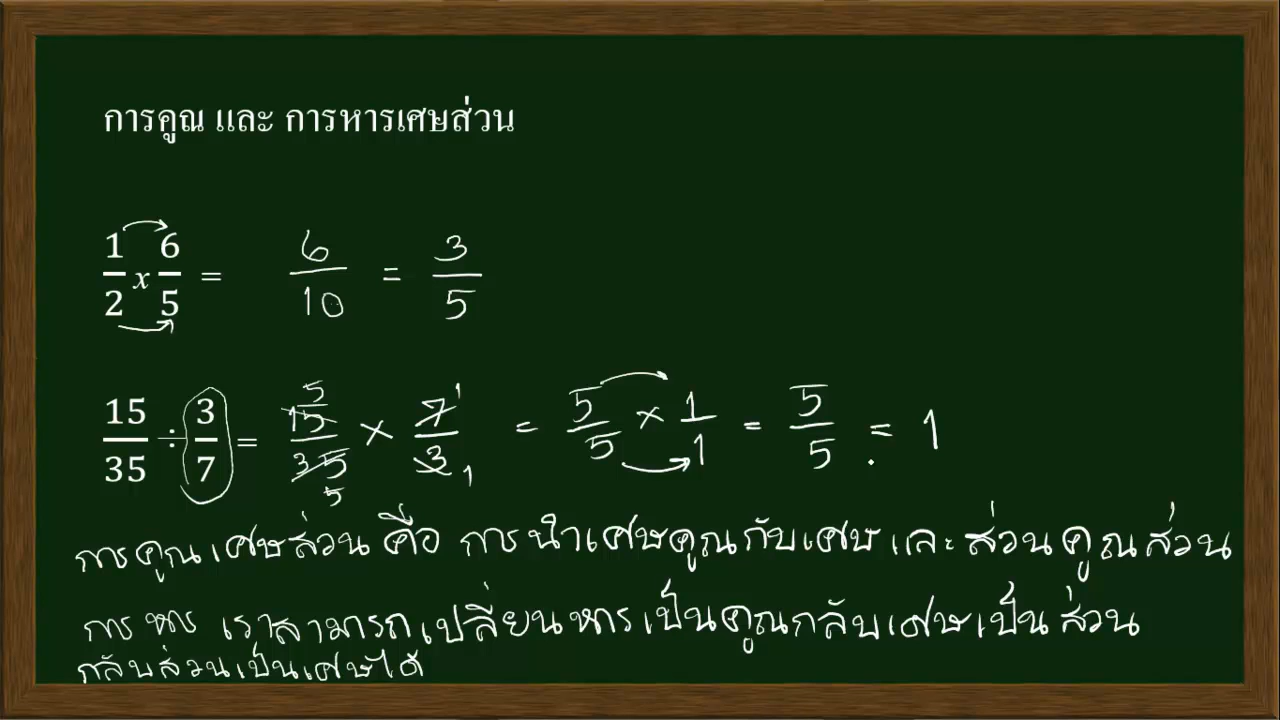 การคูณ และ การหารเศษส่วน
1/2 x 6/5 = 6/10 = 3/5
15/35 ÷ 3/7 = 15/35 5 5 × 7/3 1 1 = 5/5 × 1/1 = 5/5 = 1
การคูณเศษส่วน คือ การนำเศษคูณกับเศษและส่วนคูณส่วน
การหาร เราสามารถเปลี่ยนหารเป็นคูณกลับเศษเป็นส่วน
กลับส่วนเป็นเศษได้